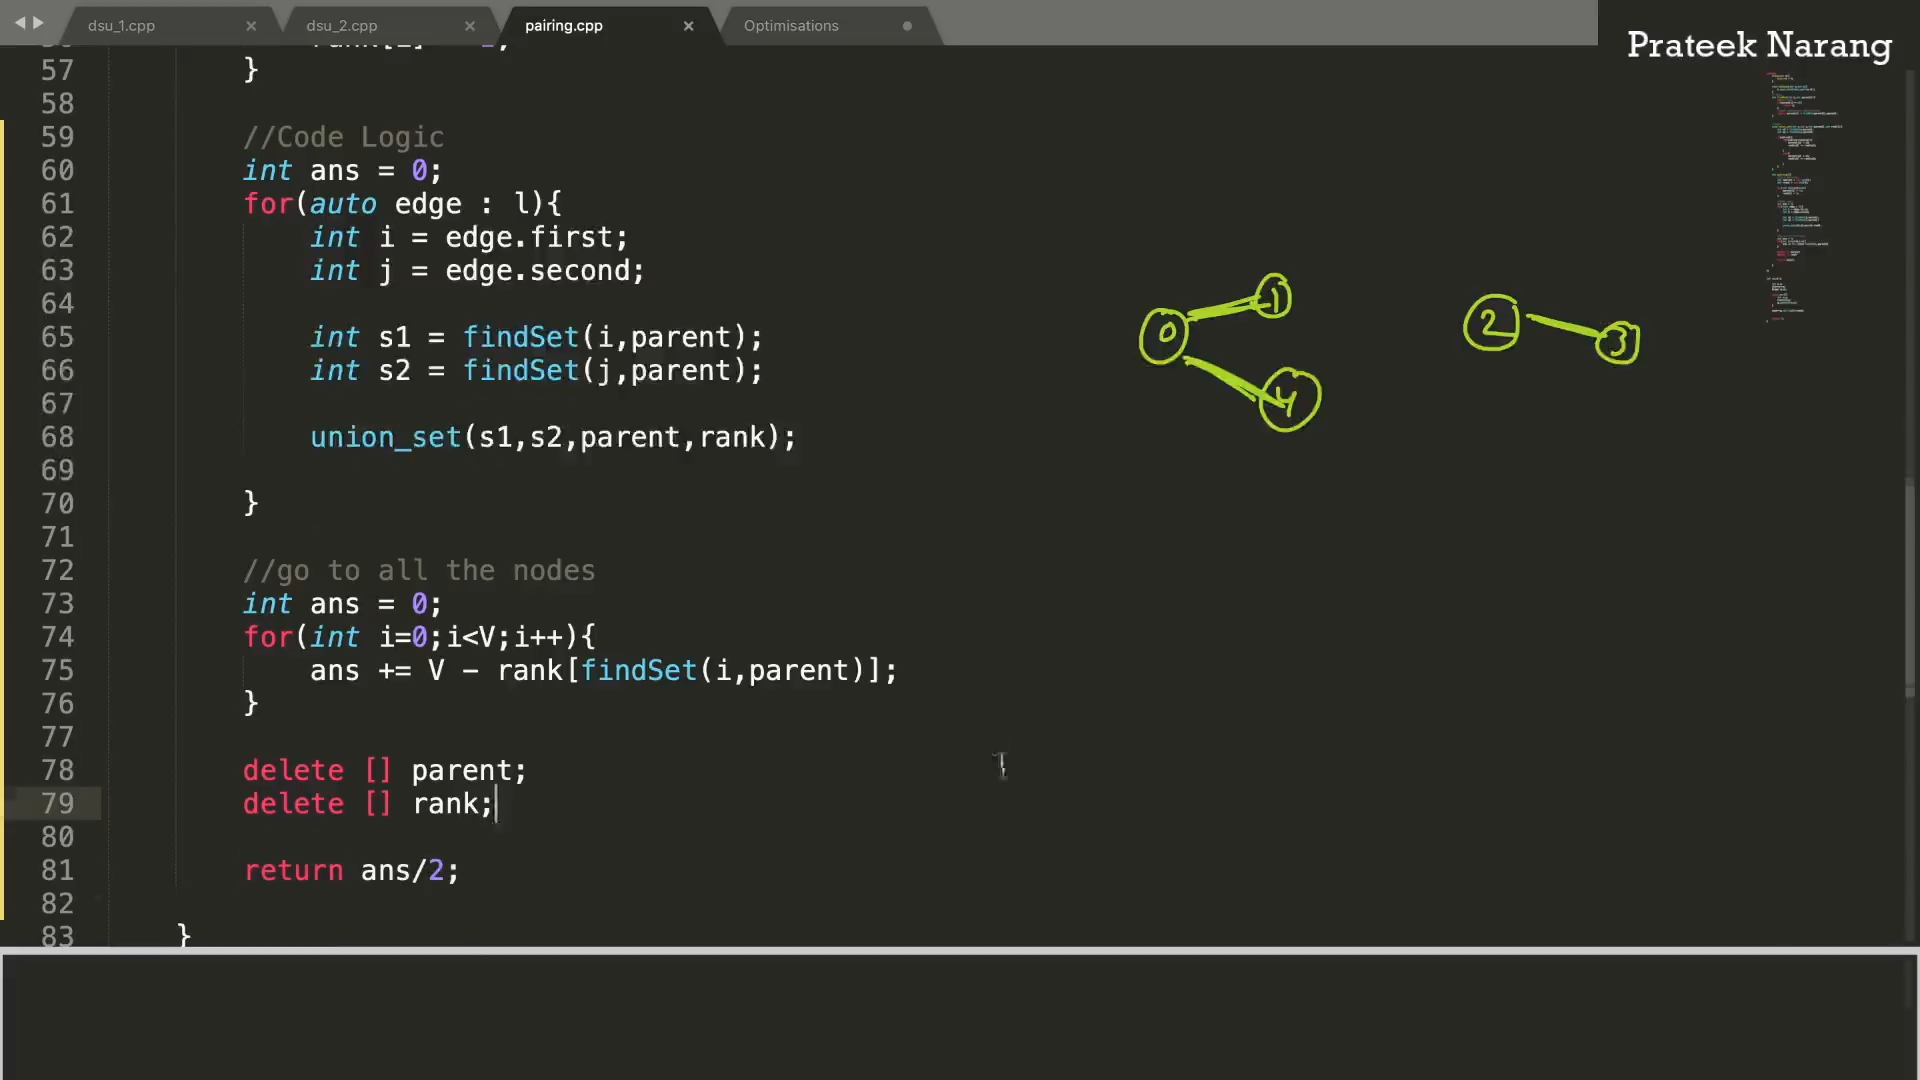 dsu_1.cpp dsu_2.cpp pairing.cpp Optimisations
Prateek Narang
57 }
58
59 //Code Logic
60 int ans = 0;
61 for(auto edge : l){
62 int i = edge.first;
63 int j = edge.second;
64
65 int s1 = findSet(i,parent);
66 int s2 = findSet(j,parent);
67
68 union_set(s1,s2,parent,rank);
69
70 }
71
72 //go to all the nodes
73 int ans = 0;
74 for(int i=0;i<V;i++){
75 ans += V - rank[findSet(i,parent)];
76 }
77
78 delete [] parent;
79 delete [] rank;
80
81 return ans/2;
82
83 }
0 1 4
2 3